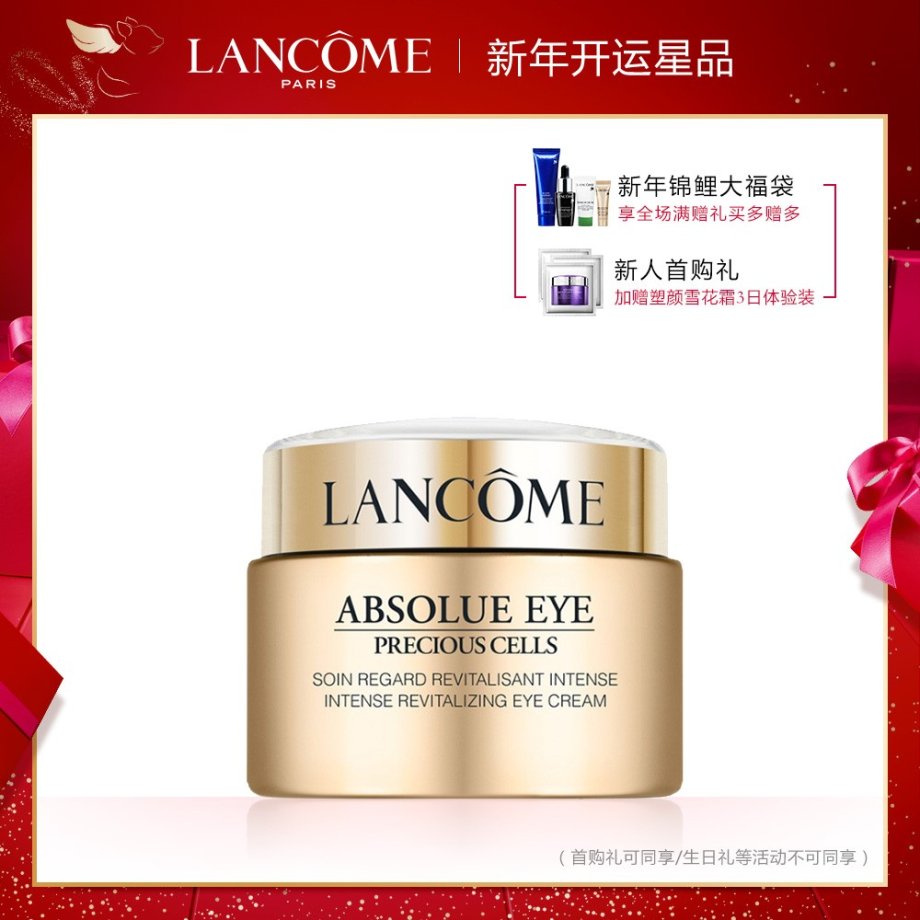 LANCÔME
PARIS
新年开运星品
新年锦鲤大福袋
享全场满赠礼买多赠多
新人首购礼
加赠塑颜雪花霜3日体验装
LANCÔME
ABSOLUE EYE
PRECIOUS CELLS
SOIN REGARD REVITALISANT INTENSE
INTENSE REVITALIZING EYE CREAM
(首购礼可同享/生日礼等活动不可同享)